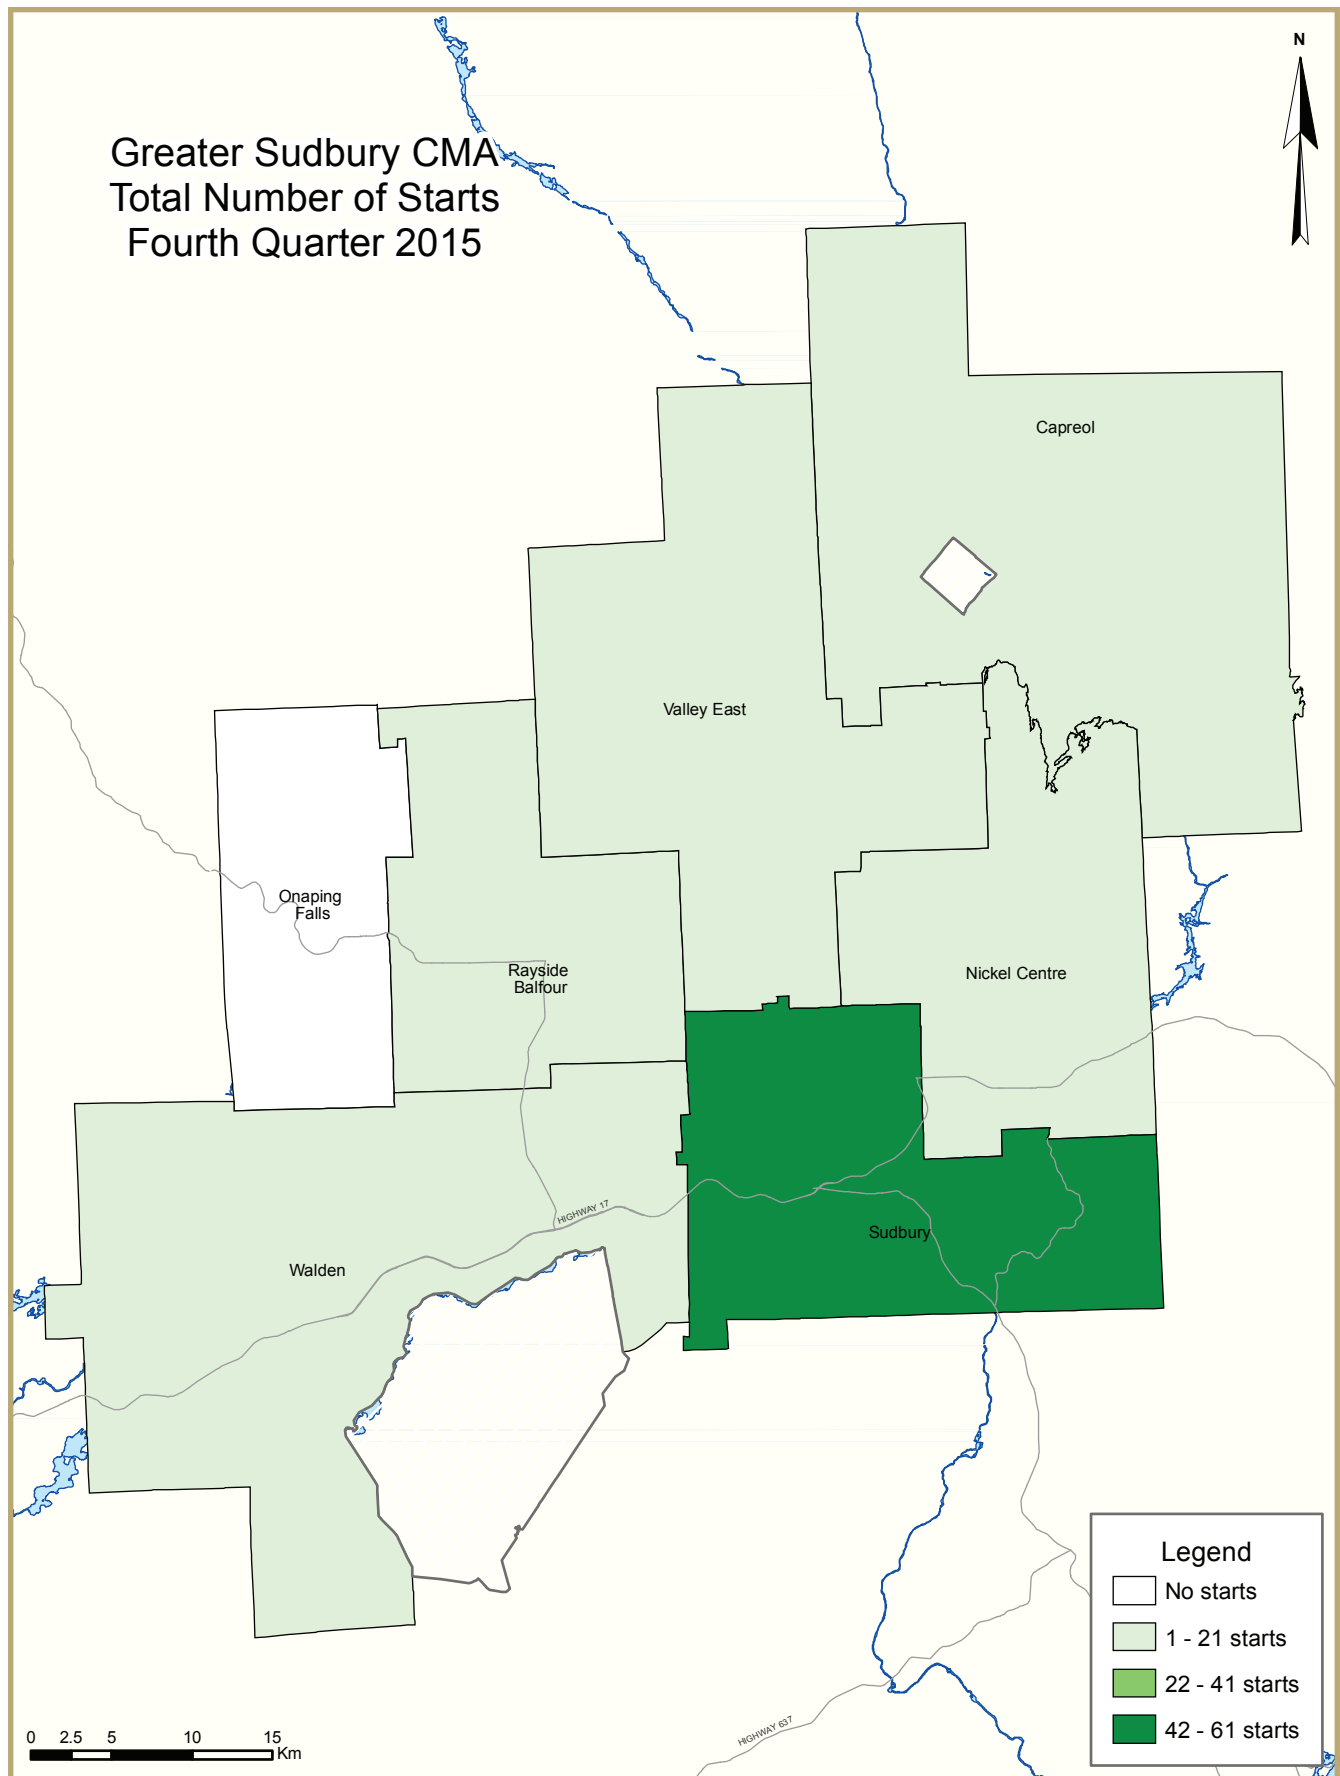 N
Greater Sudbury CMA
Total Number of Starts
Fourth Quarter 2015
Capreol
Valley East
Onaping
Falls
Rayside
Balfour
Nickel Centre
HIGHWAY 17
Sudbury
Walden
HIGHWAY 637
Legend
No starts
1 - 21 starts
22 - 41 starts
42 - 61 starts
0 2.5 5 10 15
Km